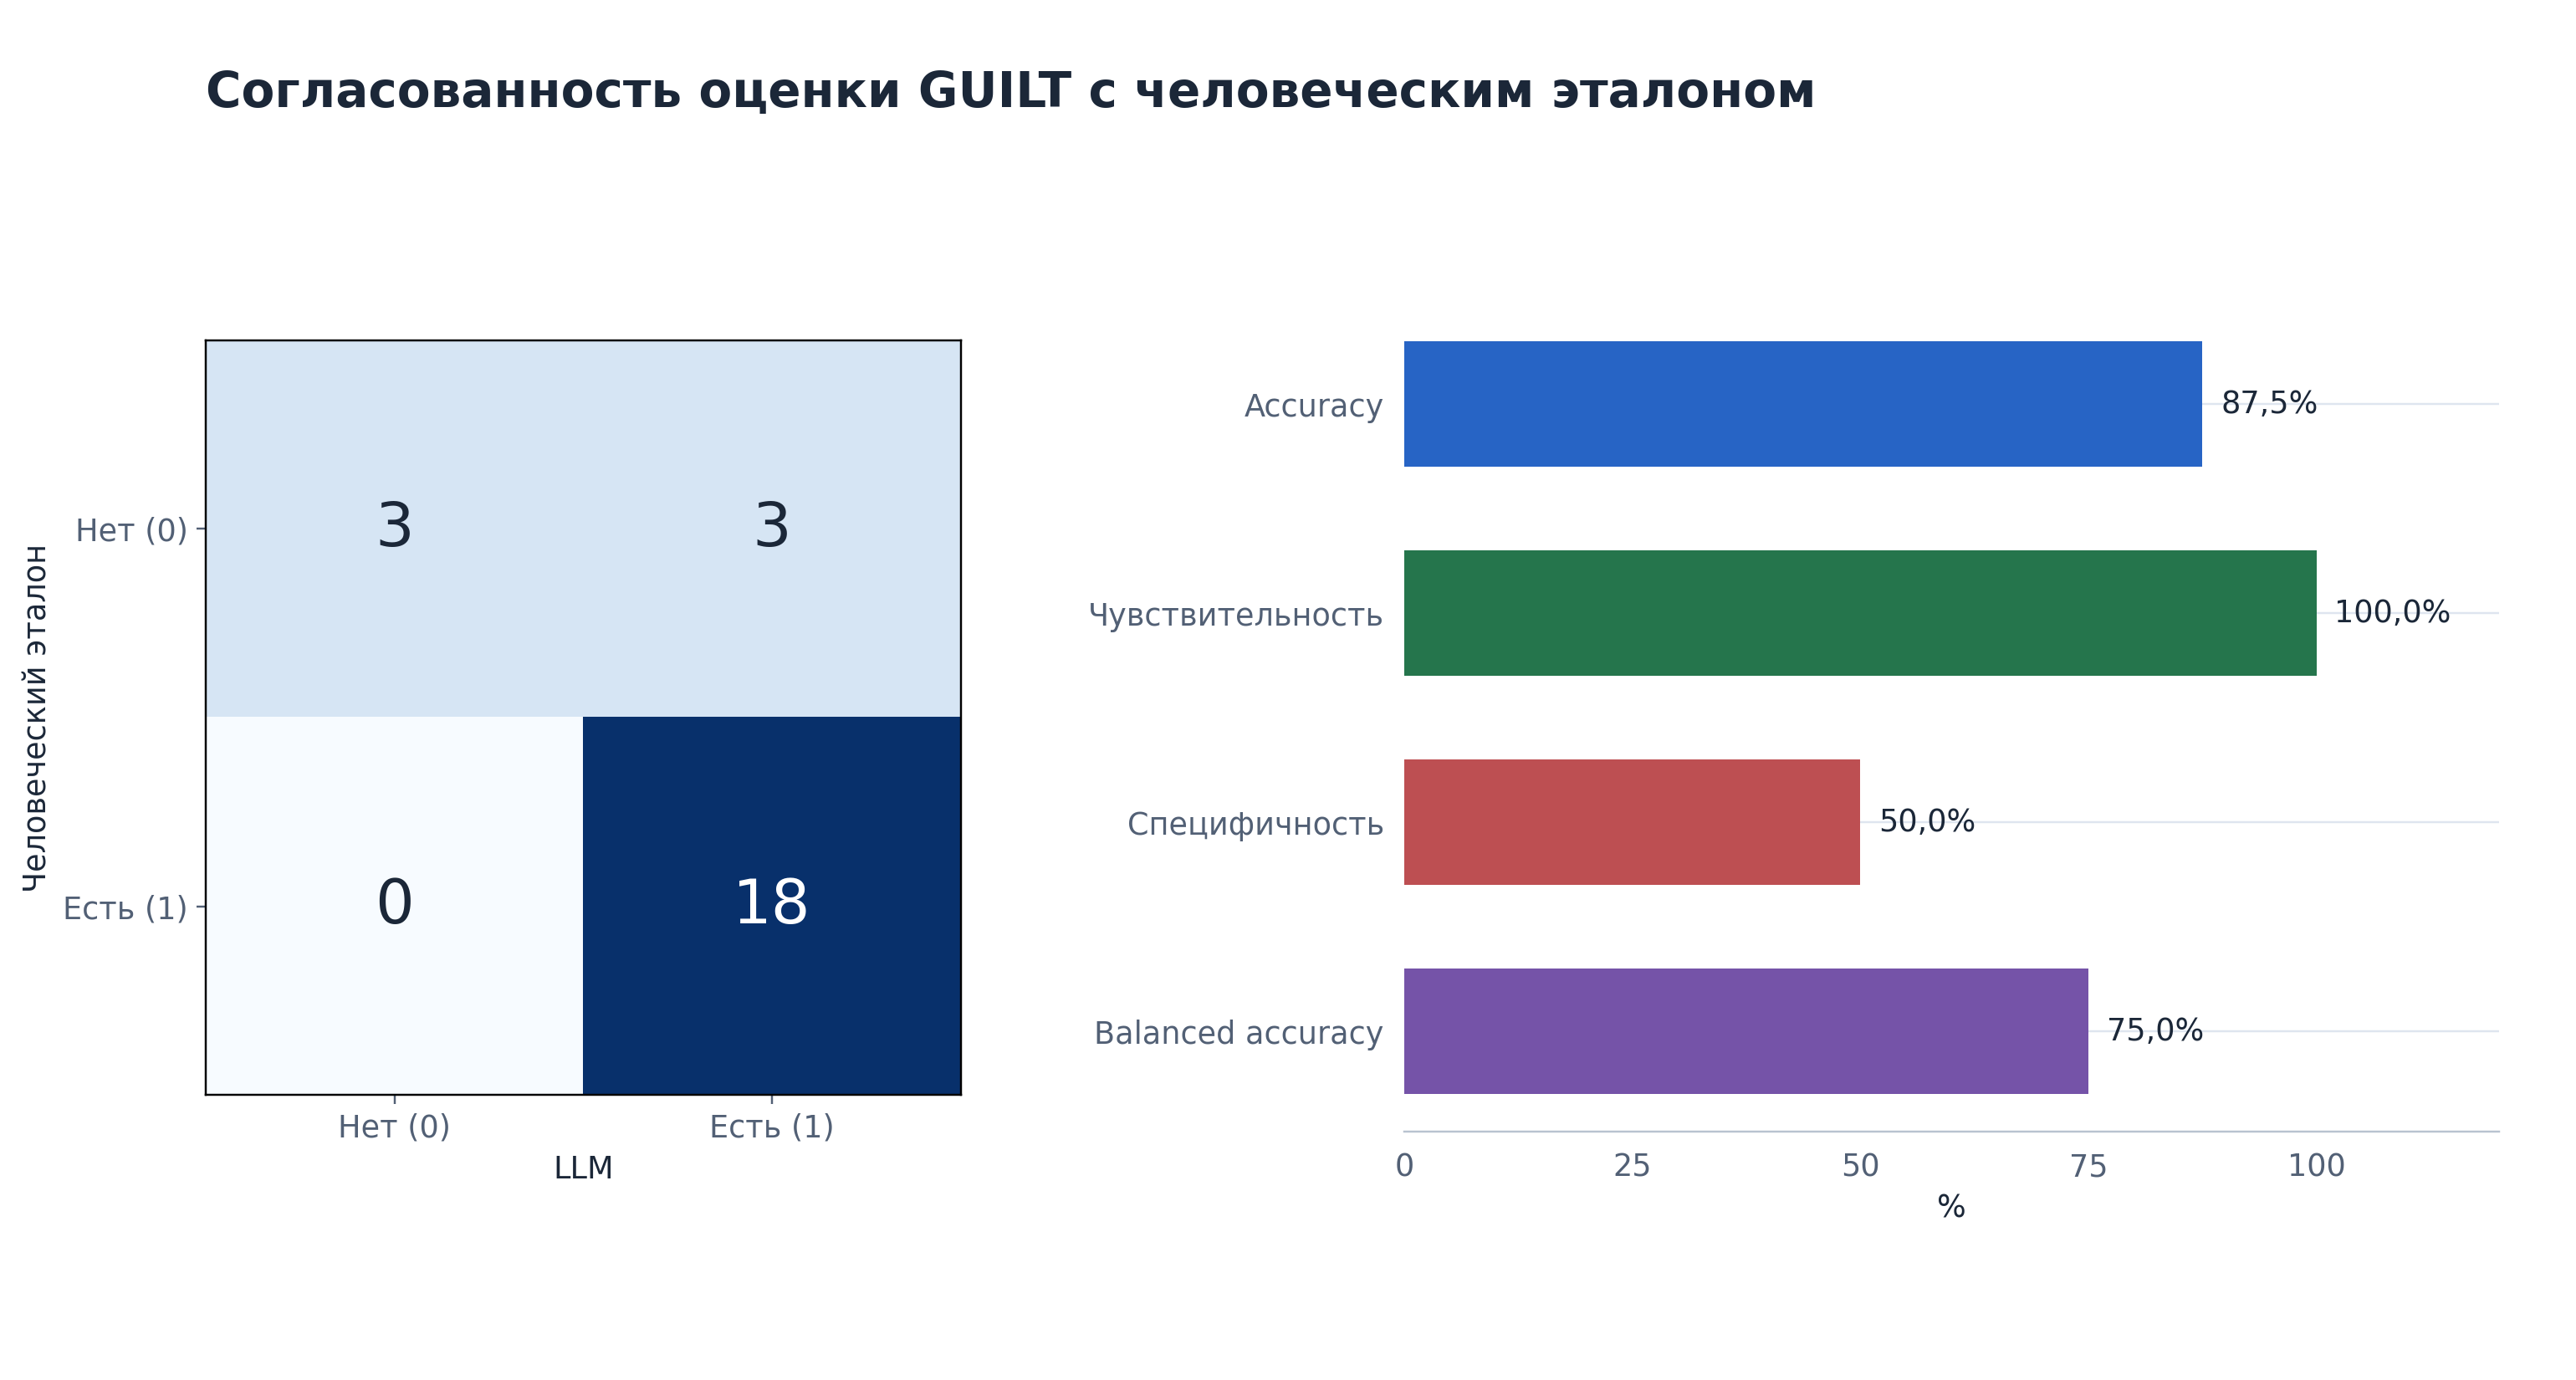 Согласованность оценки GUILT с человеческим эталоном
Человеческий эталон
Нет (0)
3 3
Есть (1)
0 18
Нет (0) Есть (1)
LLM
Accuracy 87,5%
Чувствительность 100,0%
Специфичность 50,0%
Balanced accuracy 75,0%
0 25 50 75 100
%